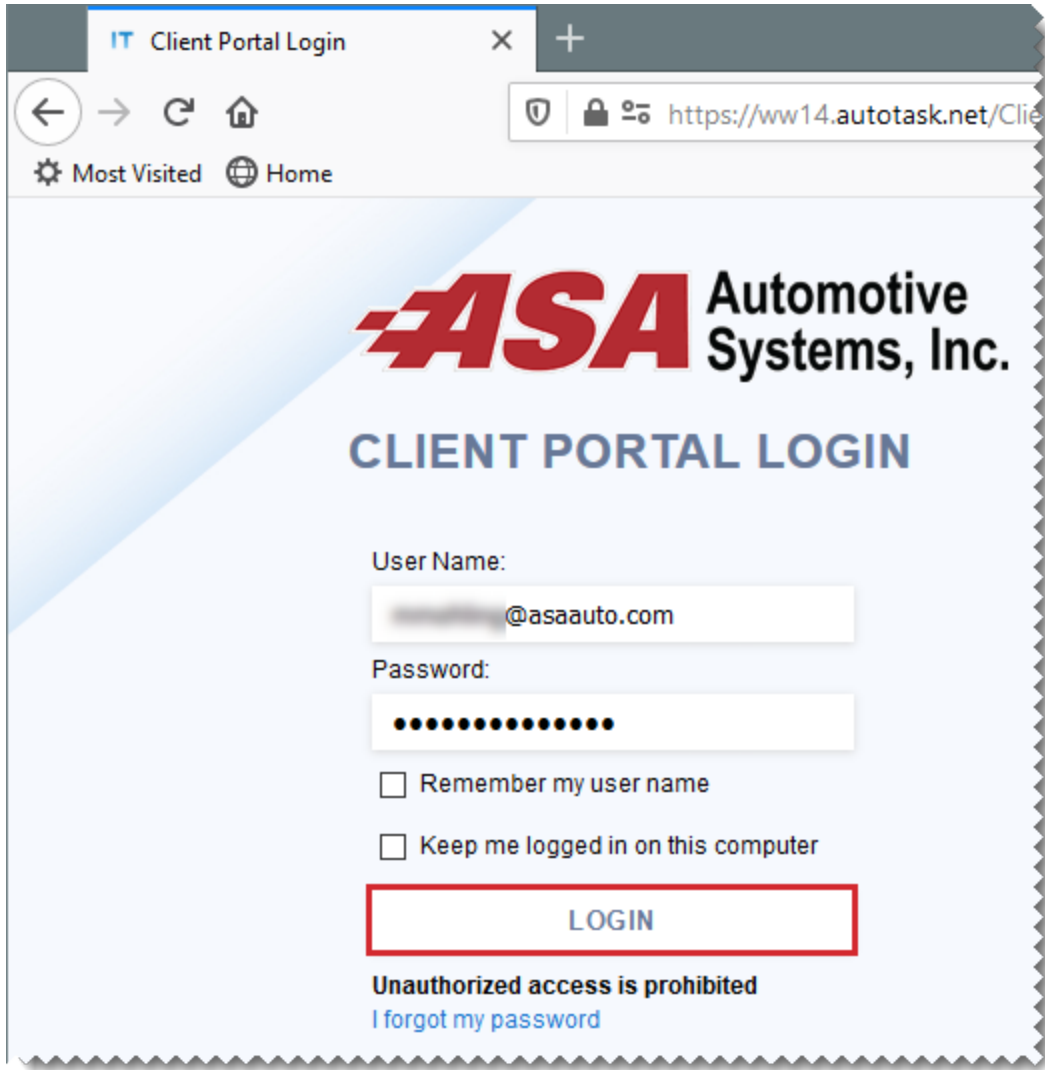 IT Client Portal Login
https://ww14.autotask.net/Clie
Most Visited Home
ASA Automotive
Systems, Inc.
CLIENT PORTAL LOGIN
User Name:
@asaauto.com
Password:
Remember my user name
Keep me logged in on this computer
LOGIN
Unauthorized access is prohibited
I forgot my password